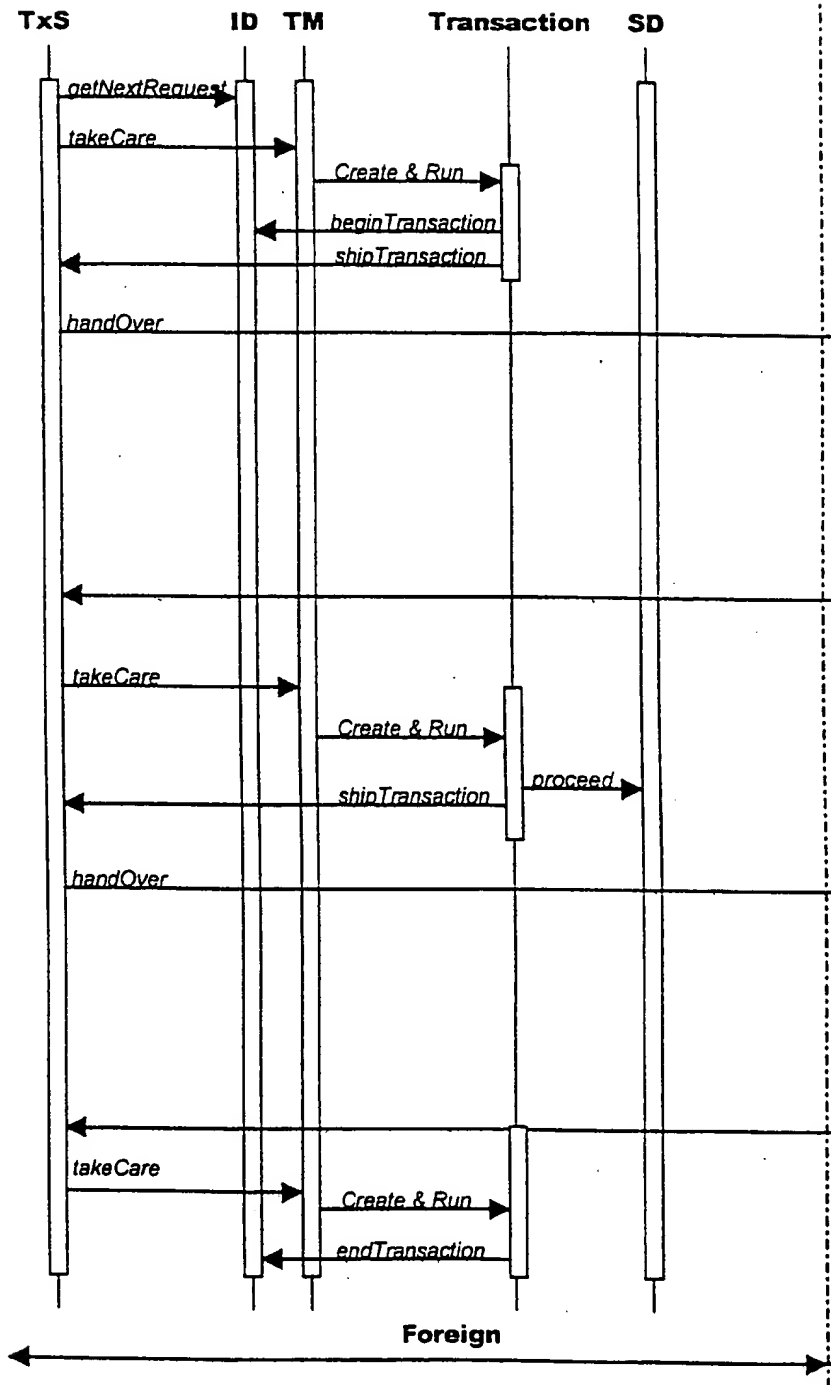 TxS ID TM Transaction SD
getNextRequest
takeCare
Create & Run
beginTransaction
shipTransaction
handOver
takeCare
Create & Run
proceed
shipTransaction
handOver
takeCare
Create & Run
endTransaction
Foreign